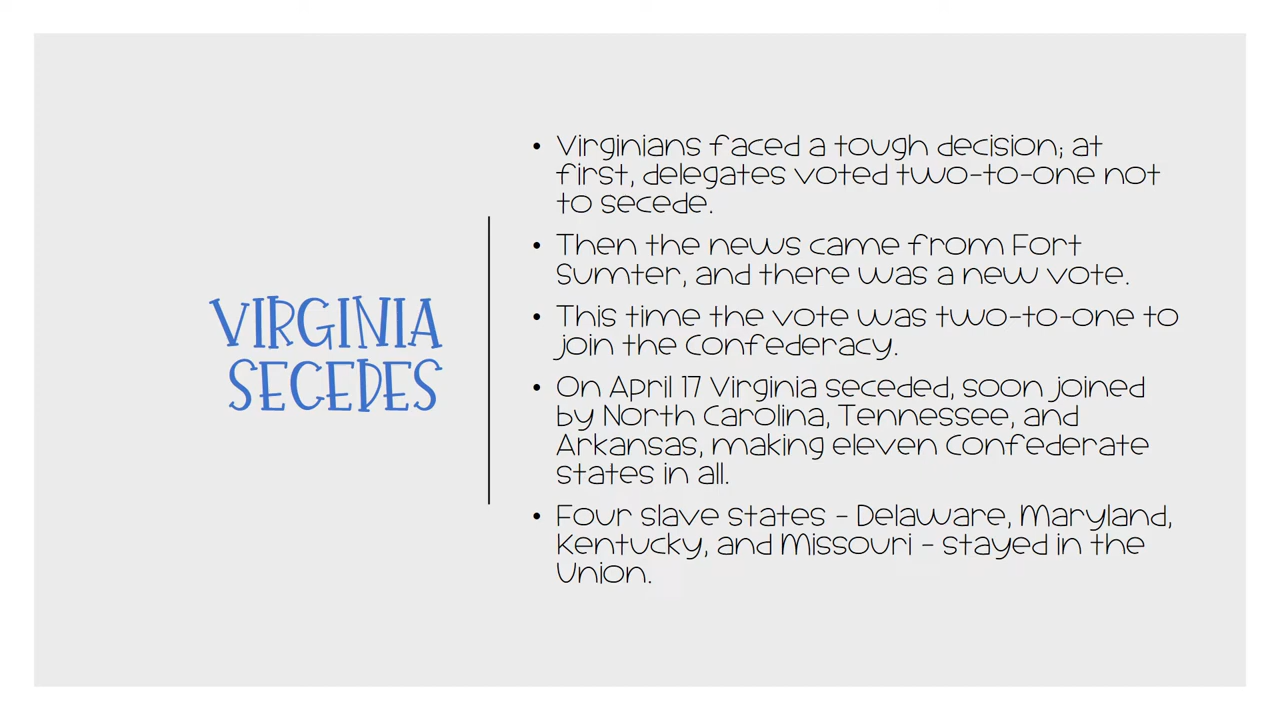 VIRGINIA
SECEDES
• Virginians faced a tough decision; at
first, delegates voted two-to-one not
to secede.
• Then the news came from Fort
Sumter, and there was a new vote.
• This time the vote was two-to-one to
join the Confederacy.
• On April 17 Virginia seceded, soon joined
by North Carolina, Tennessee, and
Arkansas, making eleven Confederate
states in all.
• Four slave states – Delaware, Maryland,
Kentucky, and Missouri – stayed in the
Union.